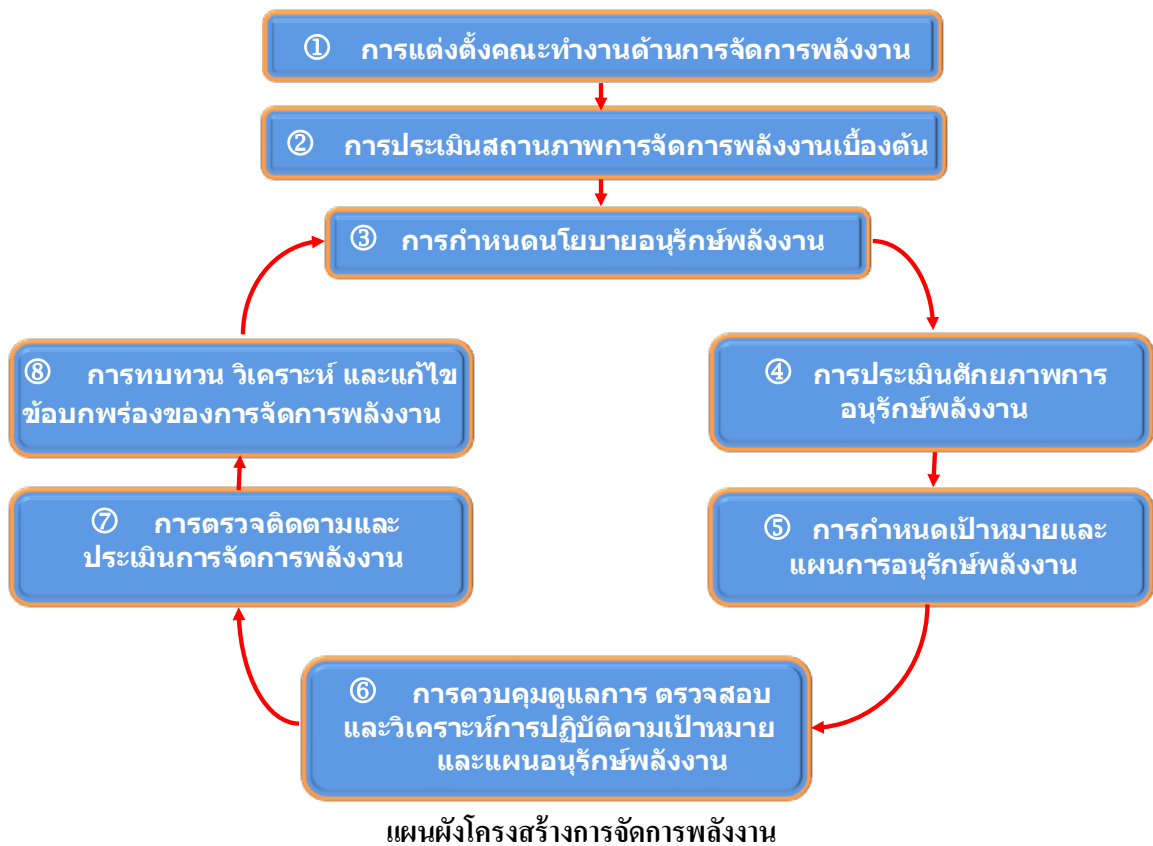 ① การแต่งตั้งคณะทำงานด้านการจัดการพลังงาน
② การประเมินสถานภาพการจัดการพลังงานเบื้องต้น
③ การกำหนดนโยบายอนุรักษ์พลังงาน
④ การประเมินศักยภาพการ
อนุรักษ์พลังงาน
⑤ การกำหนดเป้าหมายและ
แผนการอนุรักษ์พลังงาน
⑥ การควบคุมดูแลการ ตรวจสอบ
และวิเคราะห์การปฏิบัติตามเป้าหมาย
และแผนอนุรักษ์พลังงาน
⑦ การตรวจติดตามและ
ประเมินการจัดการพลังงาน
⑧ การทบทวน วิเคราะห์ และแก้ไข
ข้อบกพร่องของการจัดการพลังงาน
แผนผังโครงสร้างการจัดการพลังงาน